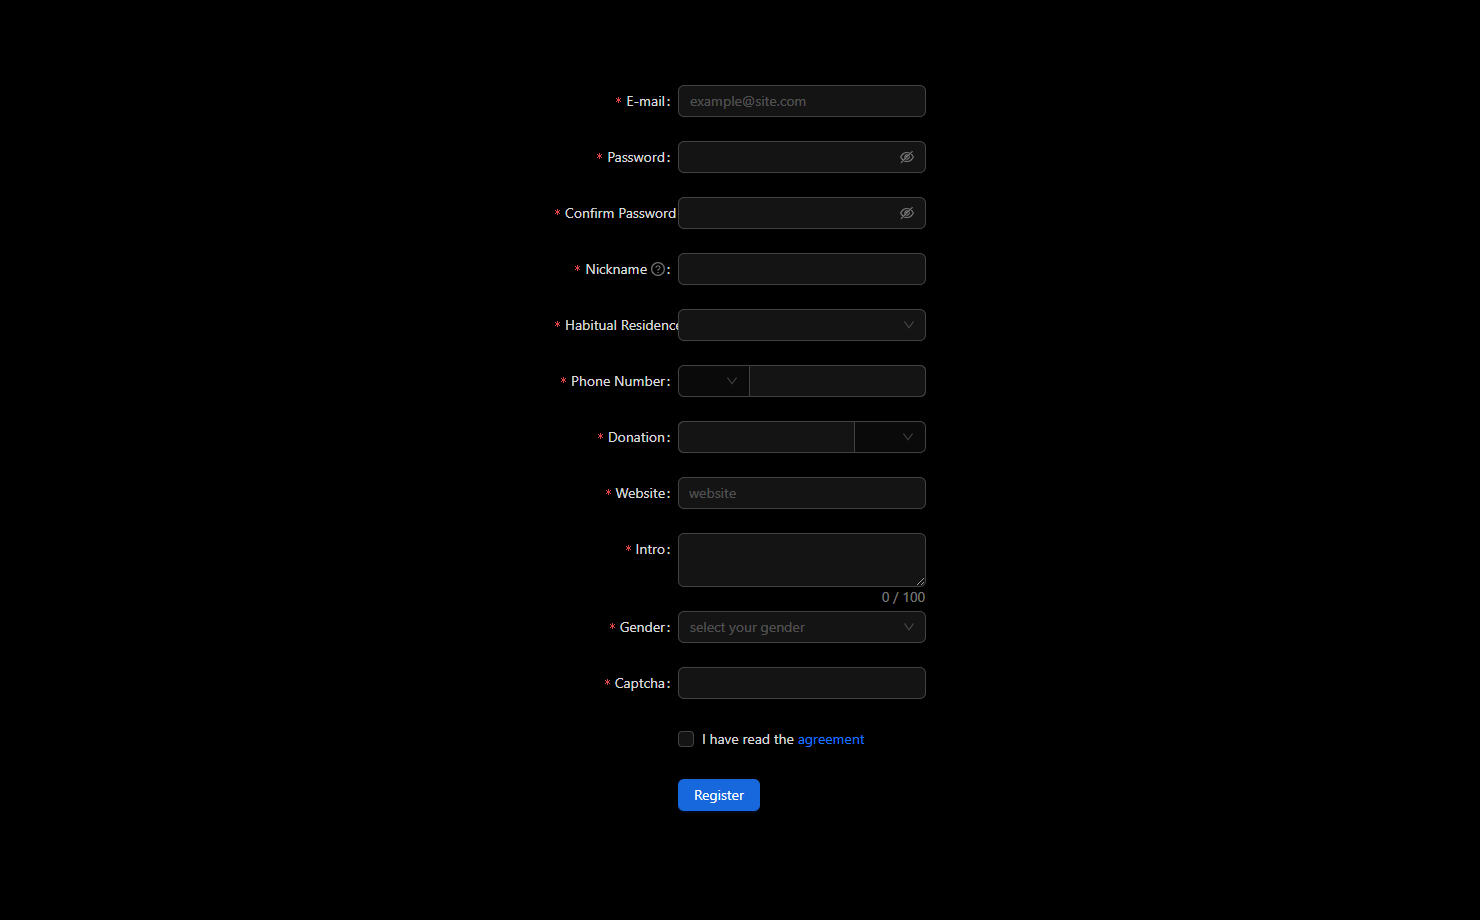 * E-mail: example@site.com
* Password:
* Confirm Password
* Nickname ?:
* Habitual Residence
* Phone Number:
* Donation:
* Website: website
* Intro:
0 / 100
* Gender: select your gender
* Captcha:
I have read the agreement
Register